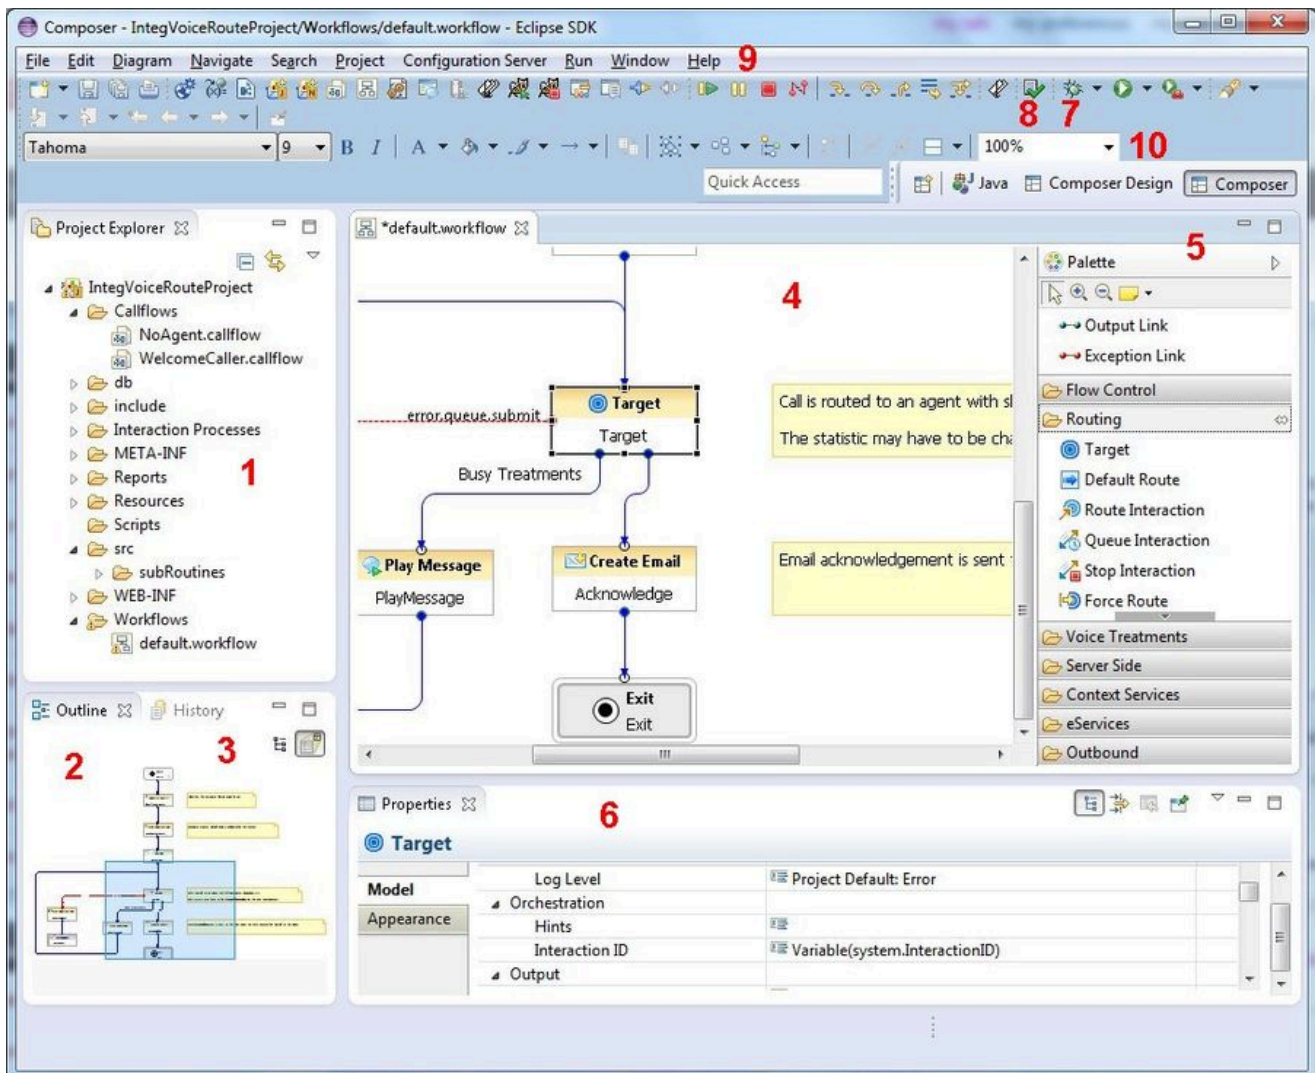 Composer - IntegVoiceRouteProject/Workflows/default.workflow - Eclipse SDK
File Edit Diagram Navigate Search Project Configuration Server Run Window Help
9
8
7
Tahoma
9
B I
A
100%
10
Quick Access
Java
Composer Design
Composer
Project Explorer
IntegVoiceRouteProject
Callflows
NoAgent.callflow
WelcomeCaller.callflow
db
include
Interaction Processes
META-INF
Reports
Resources
Scripts
src
subRoutines
WEB-INF
Workflows
default.workflow
1
Outline
History
2
3
*default.workflow
4
error.queue.submit
Target
Target
Busy Treatments
Play Message
PlayMessage
Create Email
Acknowledge
Exit
Exit
Call is routed to an agent with
The statistic may have to be
Email acknowledgement is sent
5
Palette
Output Link
Exception Link
Flow Control
Routing
Target
Default Route
Route Interaction
Queue Interaction
Stop Interaction
Force Route
Voice Treatments
Server Side
Context Services
eServices
Outbound
Properties
6
Target
Model
Appearance
Log Level
Project Default: Error
Orchestration
Hints
Interaction ID
Variable(system.InteractionID)
Output